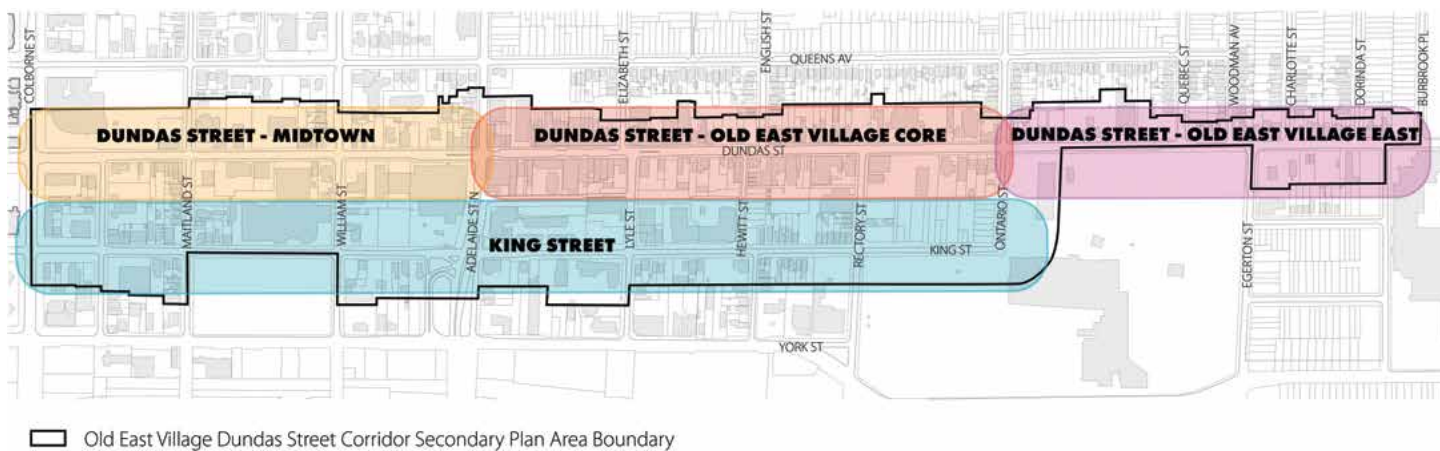 COLBORNE ST
ELIZABETH ST
ENGLISH ST
QUEENS AV
QUEBEC ST
WOODMAN AV
CHARLOTTE ST
DORINDA ST
BURBROOK PL
DUNDAS STREET - MIDTOWN
DUNDAS STREET - OLD EAST VILLAGE CORE
DUNDAS STREET - OLD EAST VILLAGE EAST
DUNDAS ST
MAITLAND ST
WILLIAM ST
ADELAIDE ST N
LYLE ST
HEWITT ST
RECTORY ST
ONTARIO ST
KING STREET
KING ST
EGERTON ST
YORK ST
Old East Village Dundas Street Corridor Secondary Plan Area Boundary